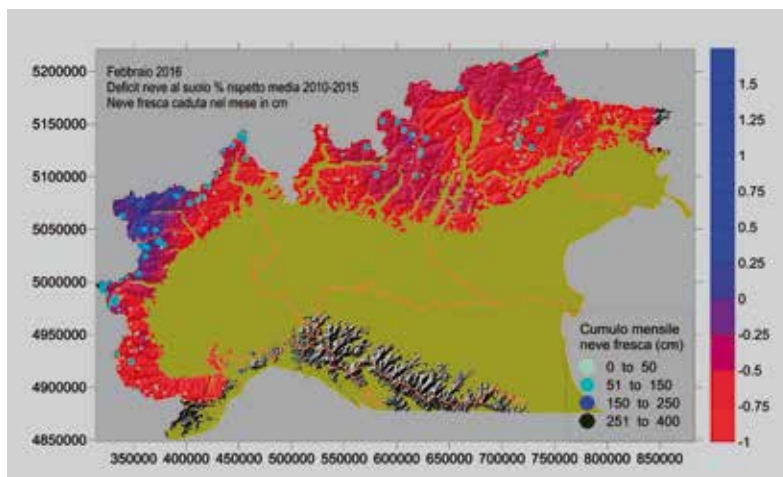 Febbraio 2016
Deficit neve al suolo % rispetto media 2010-2015
Neve fresca caduta nel mese in cm
5200000
5150000
5100000
5050000
5000000
4950000
4900000
4850000
350000 400000 450000 500000 550000 600000 650000 700000 750000 800000 850000
Cumulo mensile
neve fresca (cm)
0 to 50
51 to 150
150 to 250
251 to 400
1.5
1
0.75
0.5
0.25
0
-0.25
-0.5
-0.75
-1